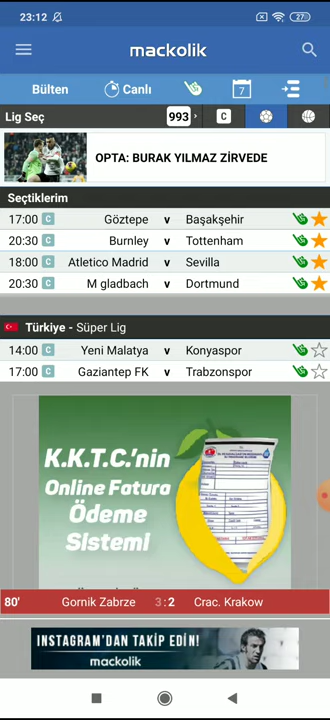 23:12
27
mackolik
Bülten
Canlı
7
Lig Seç
993
C
OPTA: BURAK YILMAZ ZİRVEDE
Seçtiklerim
17:00 C Göztepe v Başakşehir
20:30 C Burnley v Tottenham
18:00 C Atletico Madrid v Sevilla
20:30 C M gladbach v Dortmund
Türkiye - Süper Lig
14:00 C Yeni Malatya v Konyaspor
17:00 C Gaziantep FK v Trabzonspor
K.K.T.C.'nin
Online Fatura
Ödeme
Sistemi
80' Gornik Zabrze 3:2 Crac. Krakow
INSTAGRAM'DAN TAKİP EDİN!
mackolik